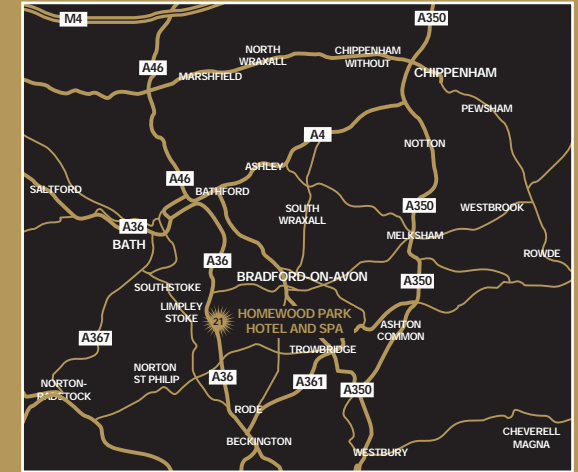 M4
A350
A46
NORTH
WRAXALL
CHIPPENHAM
WITHOUT
MARSHFIELD
CHIPPENHAM
PEWSHAM
A4
NOTTON
ASHLEY
A46
BATHFORD
SALTFORD
SOUTH
WRAXALL
A350
WESTBROOK
A36
BATH
MELKSHAM
ROWDE
A36
BRADFORD-ON-AVON
A350
SOUTHSTOKE
LIMPLEY
STOKE
21
HOMEWOOD PARK
HOTEL AND SPA
ASHTON
COMMON
A367
TROWBRIDGE
NORTON
ST PHILIP
A36
A361
A350
NORTON-
RADSTOCK
RODE
BECKINGTON
CHEVERELL
MAGNA
WESTBURY